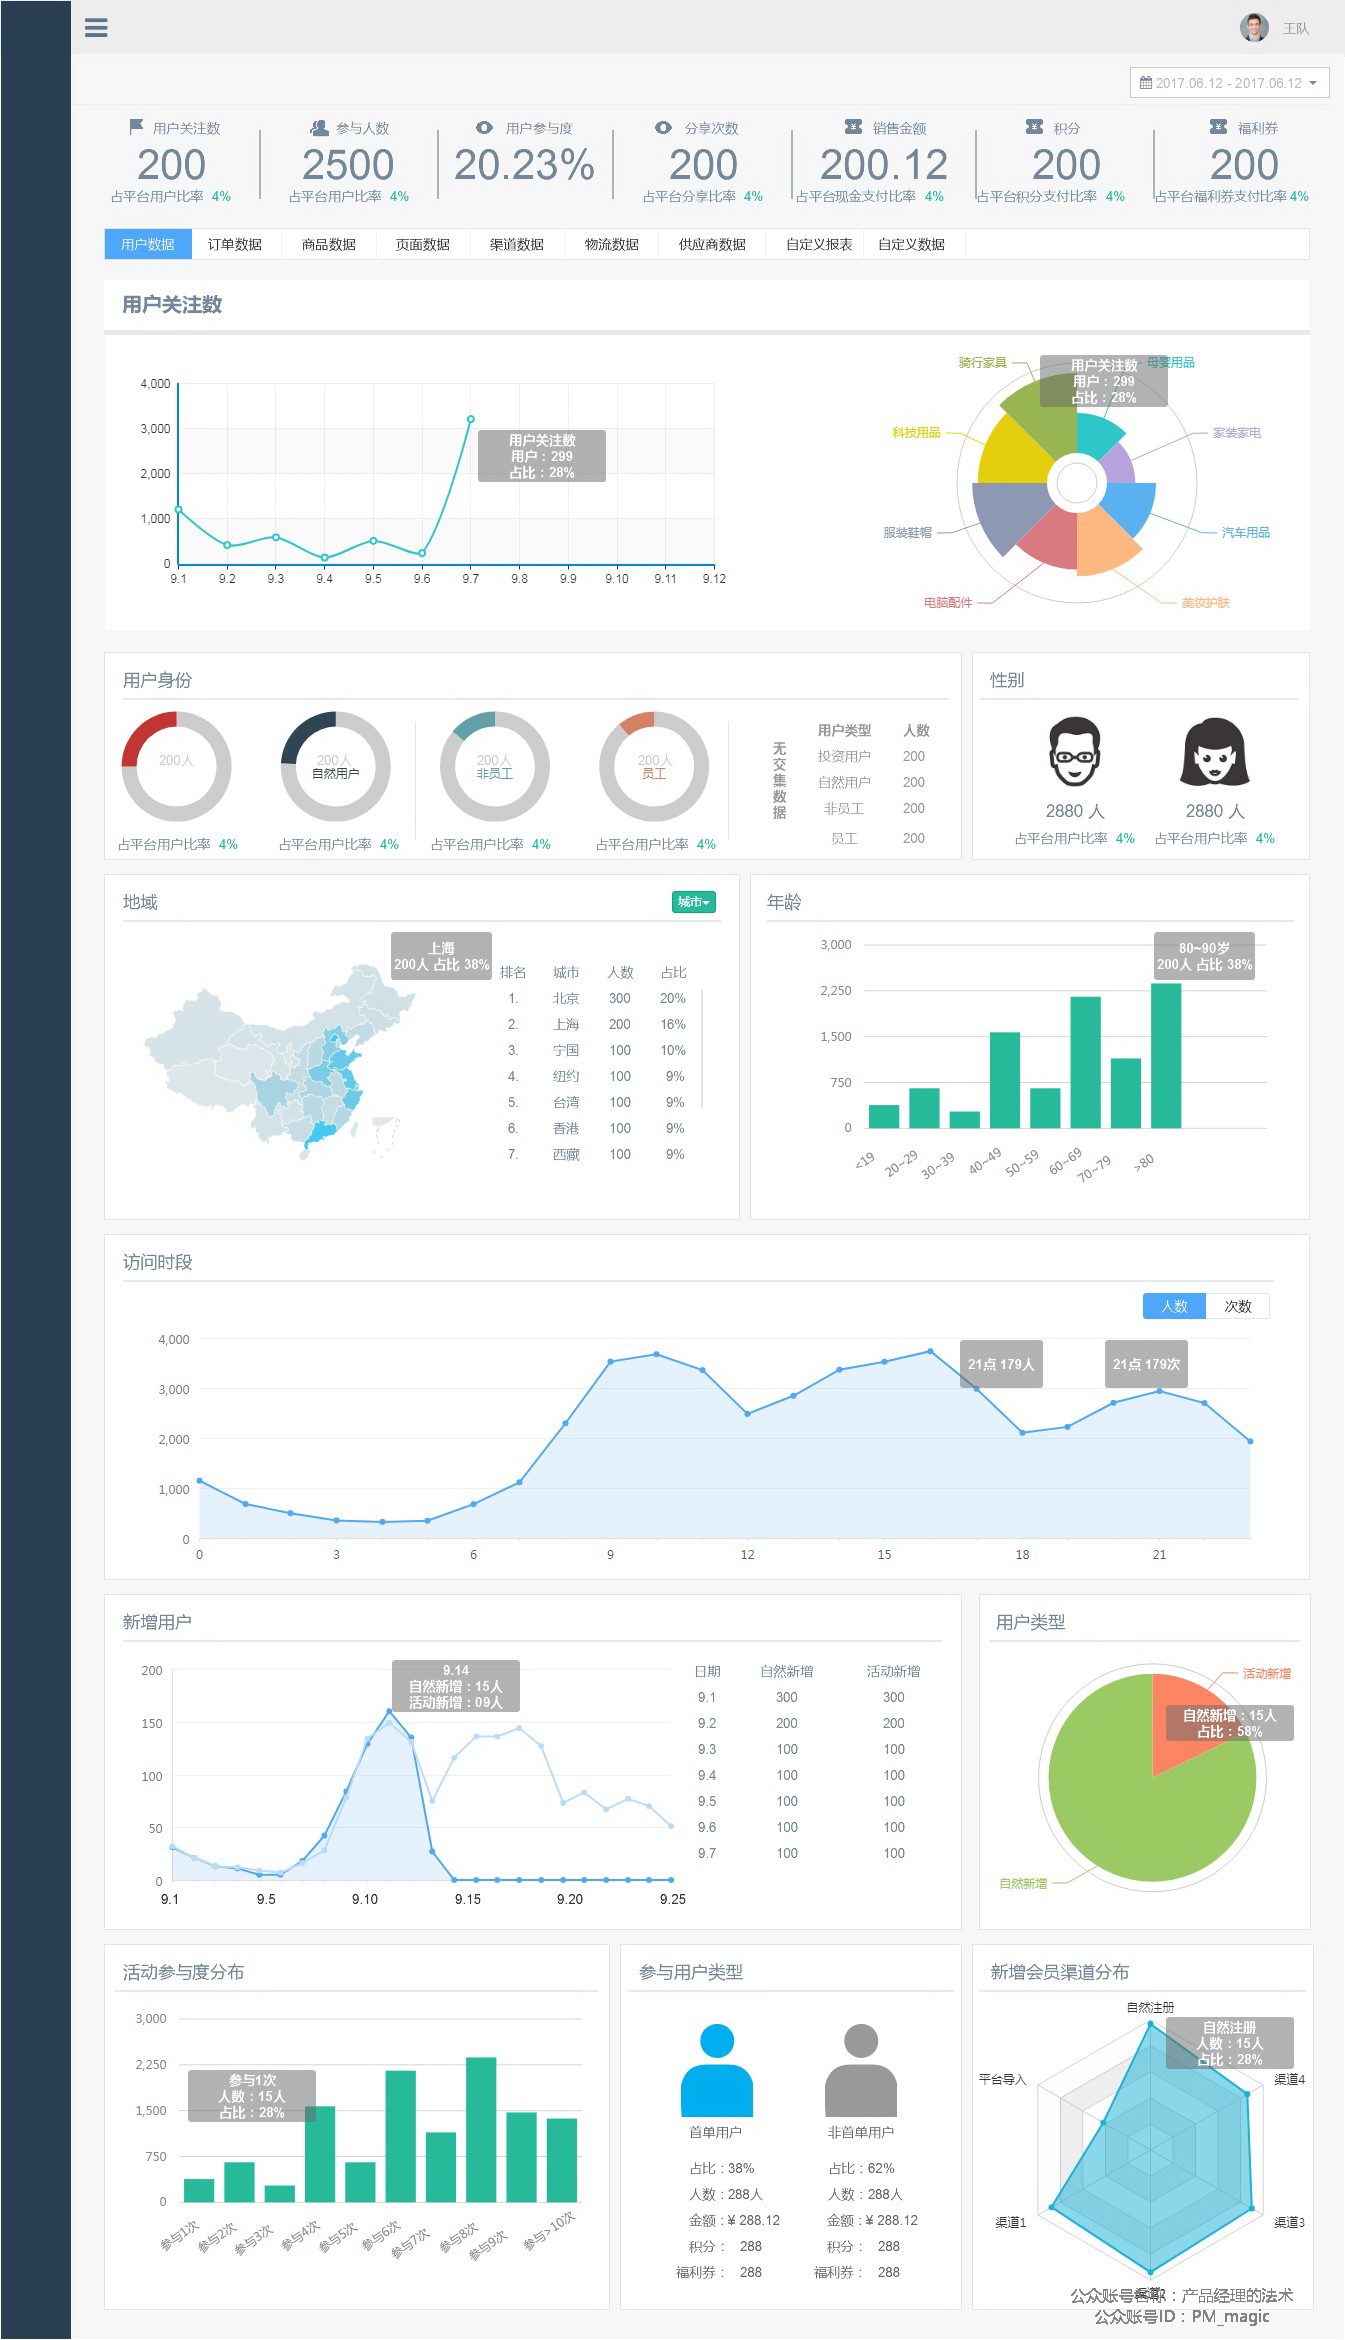 王队
2017.06.12 - 2017.06.12
用户关注数 参与人数 用户参与度 分享次数 销售金额 积分 福利券
200 2500 20.23% 200 200.12 200 200
占平台用户比率 4% 占平台用户比率 4% 占平台分享比率 4% 占平台现金支付比率 4% 占平台积分支付比率 4% 占平台福利券支付比率 4%
用户数据 订单数据 商品数据 页面数据 渠道数据 物流数据 供应商数据 自定义报表 自定义数据
用户关注数
4,000
3,000
2,000
1,000
0
9.1 9.2 9.3 9.4 9.5 9.6 9.7 9.8 9.9 9.10 9.11 9.12
用户关注数
用户：299
占比：28%
骑行家具
母婴用品
用户关注数
用户：299
占比：28%
科技用品
家装家电
服装鞋帽
汽车用品
电脑配件
美妆护肤
用户身份
200人
200人
自然用户
200人
非员工
200人
员工
占平台用户比率 4% 占平台用户比率 4% 占平台用户比率 4% 占平台用户比率 4%
无交集数据
用户类型 人数
投资用户 200
自然用户 200
非员工 200
员工 200
性别
2880 人 2880 人
占平台用户比率 4% 占平台用户比率 4%
地域
城市
上海
200人 占比 38%
排名 城市 人数 占比
1. 北京 300 20%
2. 上海 200 16%
3. 宁国 100 10%
4. 纽约 100 9%
5. 台湾 100 9%
6. 香港 100 9%
7. 西藏 100 9%
年龄
80~90岁
200人 占比 38%
3,000
2,250
1,500
750
0
<19 20~29 30~39 40~49 50~59 60~69 70~79 >80
访问时段
人数 次数
21点 179人
21点 179次
4,000
3,000
2,000
1,000
0
0 3 6 9 12 15 18 21
新增用户
9.14
自然新增：15人
活动新增：09人
200
150
100
50
0
9.1 9.5 9.10 9.15 9.20 9.25
日期 自然新增 活动新增
9.1 300 300
9.2 200 200
9.3 100 100
9.4 100 100
9.5 100 100
9.6 100 100
9.7 100 100
用户类型
活动新增
自然新增：15人
占比：58%
自然新增
活动参与度分布
3,000
2,250
1,500
750
0
参与1次
人数：15人
占比：28%
参与1次 参与2次 参与3次 参与4次 参与5次 参与6次 参与7次 参与8次 参与9次 参与>10次
参与用户类型
首单用户 非首单用户
占比：38% 占比：62%
人数：288人 人数：288人
金额：¥ 288.12 金额：¥ 288.12
积分： 288 积分： 288
福利券： 288 福利券： 288
新增会员渠道分布
自然注册
自然注册
人数：15人
占比：28%
平台导入
渠道4
渠道1
渠道3
公众账号名称：产品经理的法术
公众账号ID：PM_magic